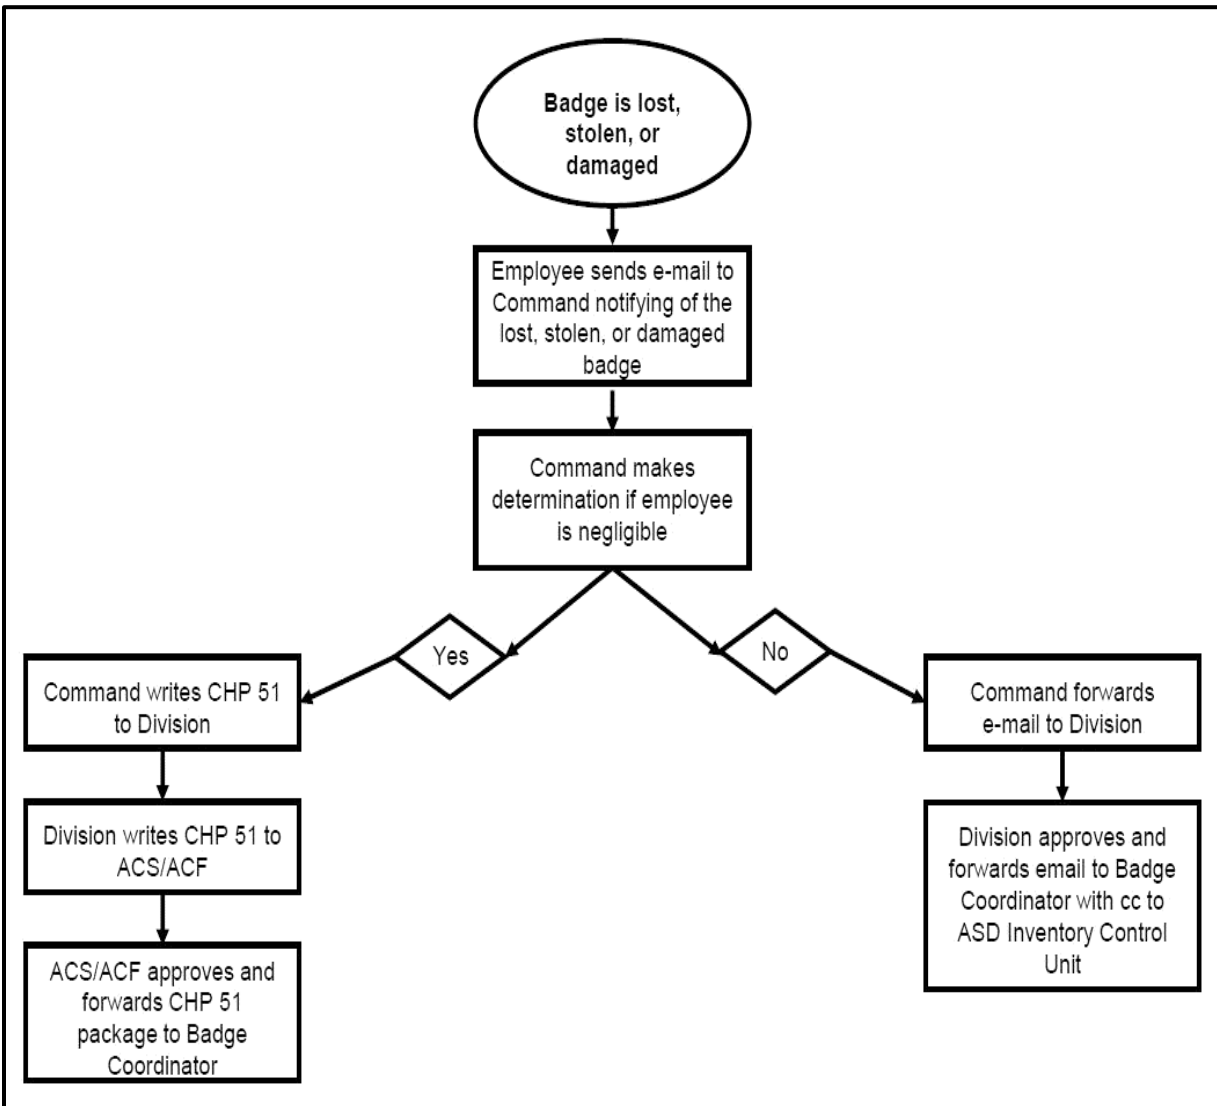 Badge is lost,
stolen, or
damaged
Employee sends e-mail to
Command notifying of the
lost, stolen, or damaged
badge
Command makes
determination if employee
is negligible
Yes
No
Command writes CHP 51
to Division
Division writes CHP 51 to
ACS/ACF
ACS/ACF approves and
forwards CHP 51
package to Badge
Coordinator
Command forwards
e-mail to Division
Division approves and
forwards email to Badge
Coordinator with cc to
ASD Inventory Control
Unit